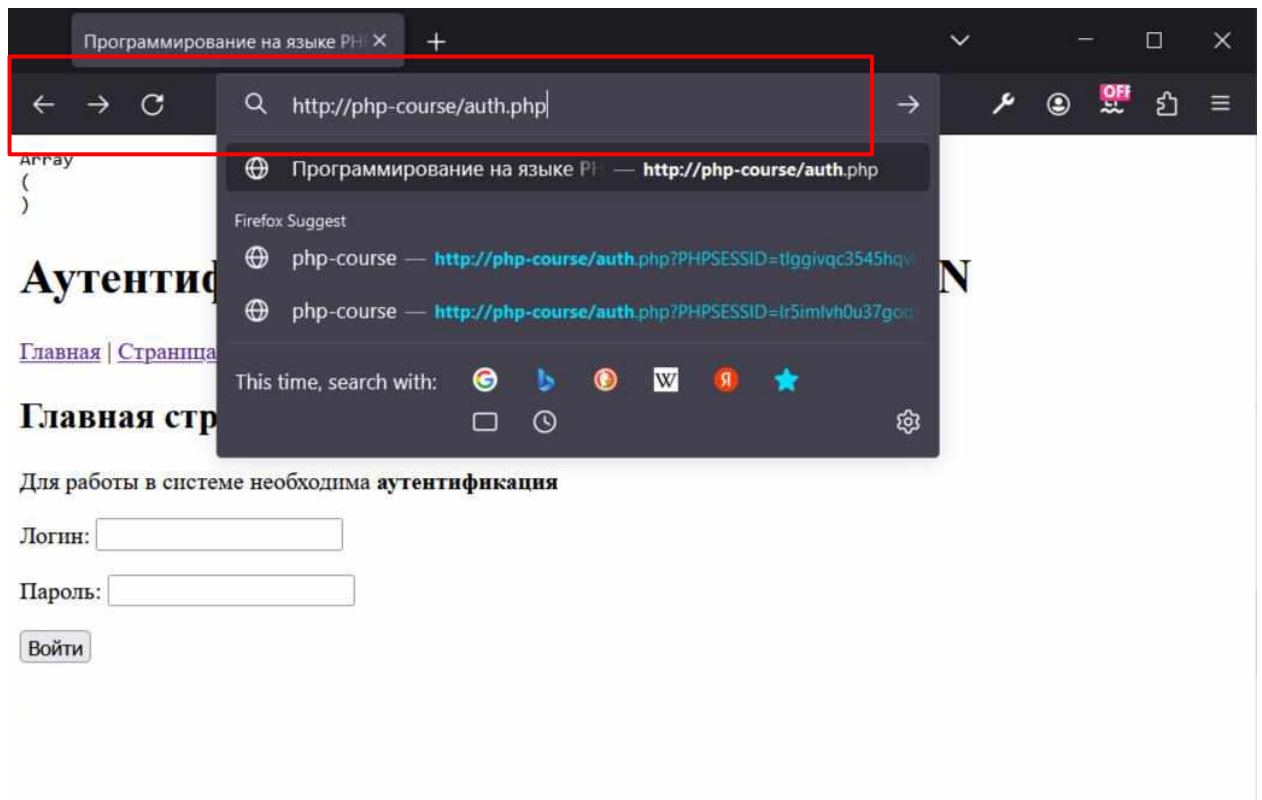 Программирование на языке PH
http://php-course/auth.php
OFF
Array
(
)
Программирование на языке PH — http://php-course/auth.php
Firefox Suggest
php-course — http://php-course/auth.php?PHPSESSID=tlggivqc3545hqv
php-course — http://php-course/auth.php?PHPSESSID=lr5imlvh0u37goq
This time, search with:
Аутентиф N
Главная | Страница
Главная стр
Для работы в системе необходима аутентификация
Логин:
Пароль:
Войти